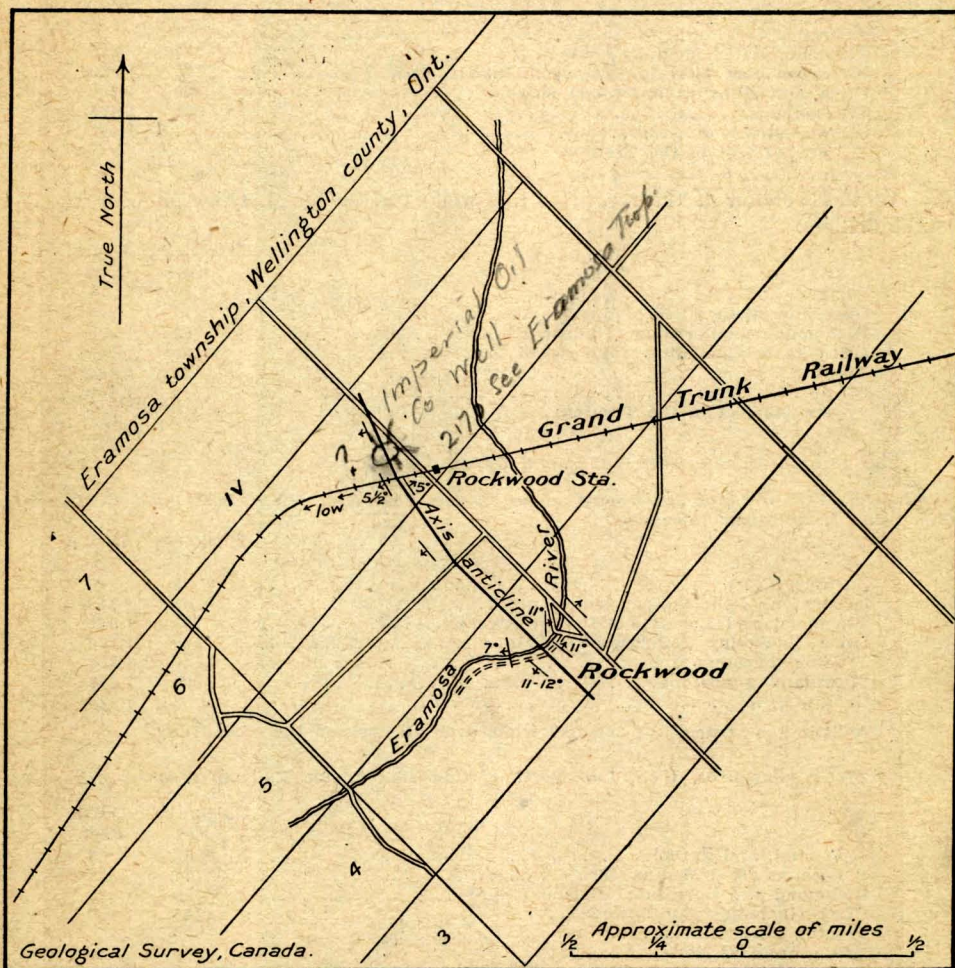 Eramosa township, Wellington county, Ont.
True North
Imperial Oil
Co Well
217? See Eramosa Twp.
Grand Trunk Railway
Rockwood Sta.
?
5½°
5°
low
IV
Axis anticline
River
11°
11°
7°
11-12°
Rockwood
Eramosa
7
6
5
4
3
Geological Survey, Canada.
Approximate scale of miles
½ ¼ 0 ½